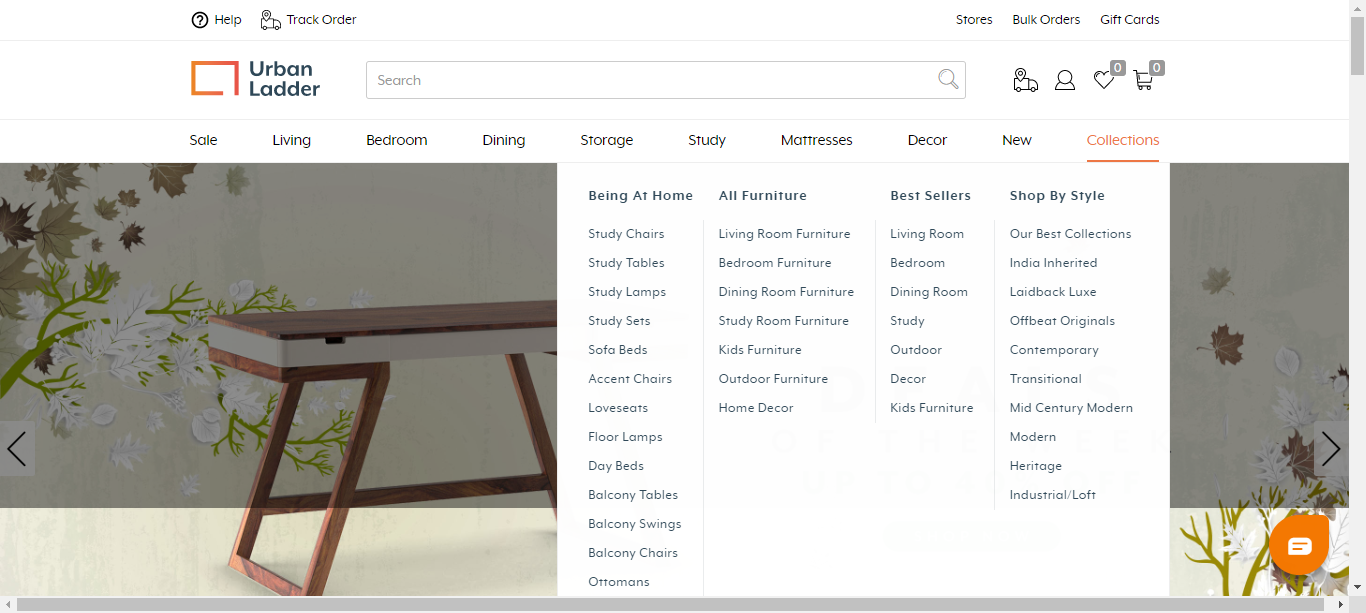 Help
Track Order
Stores
Bulk Orders
Gift Cards
Urban
Ladder
Search
0
0
Sale
Living
Bedroom
Dining
Storage
Study
Mattresses
Decor
New
Collections
Being At Home
Study Chairs
Study Tables
Study Lamps
Study Sets
Sofa Beds
Accent Chairs
Loveseats
Floor Lamps
Day Beds
Balcony Tables
Balcony Swings
Balcony Chairs
Ottomans
All Furniture
Living Room Furniture
Bedroom Furniture
Dining Room Furniture
Study Room Furniture
Kids Furniture
Outdoor Furniture
Home Decor
Best Sellers
Living Room
Bedroom
Dining Room
Study
Outdoor
Decor
Kids Furniture
Shop By Style
Our Best Collections
India Inherited
Laidback Luxe
Offbeat Originals
Contemporary
Transitional
Mid Century Modern
Modern
Heritage
Industrial/Loft